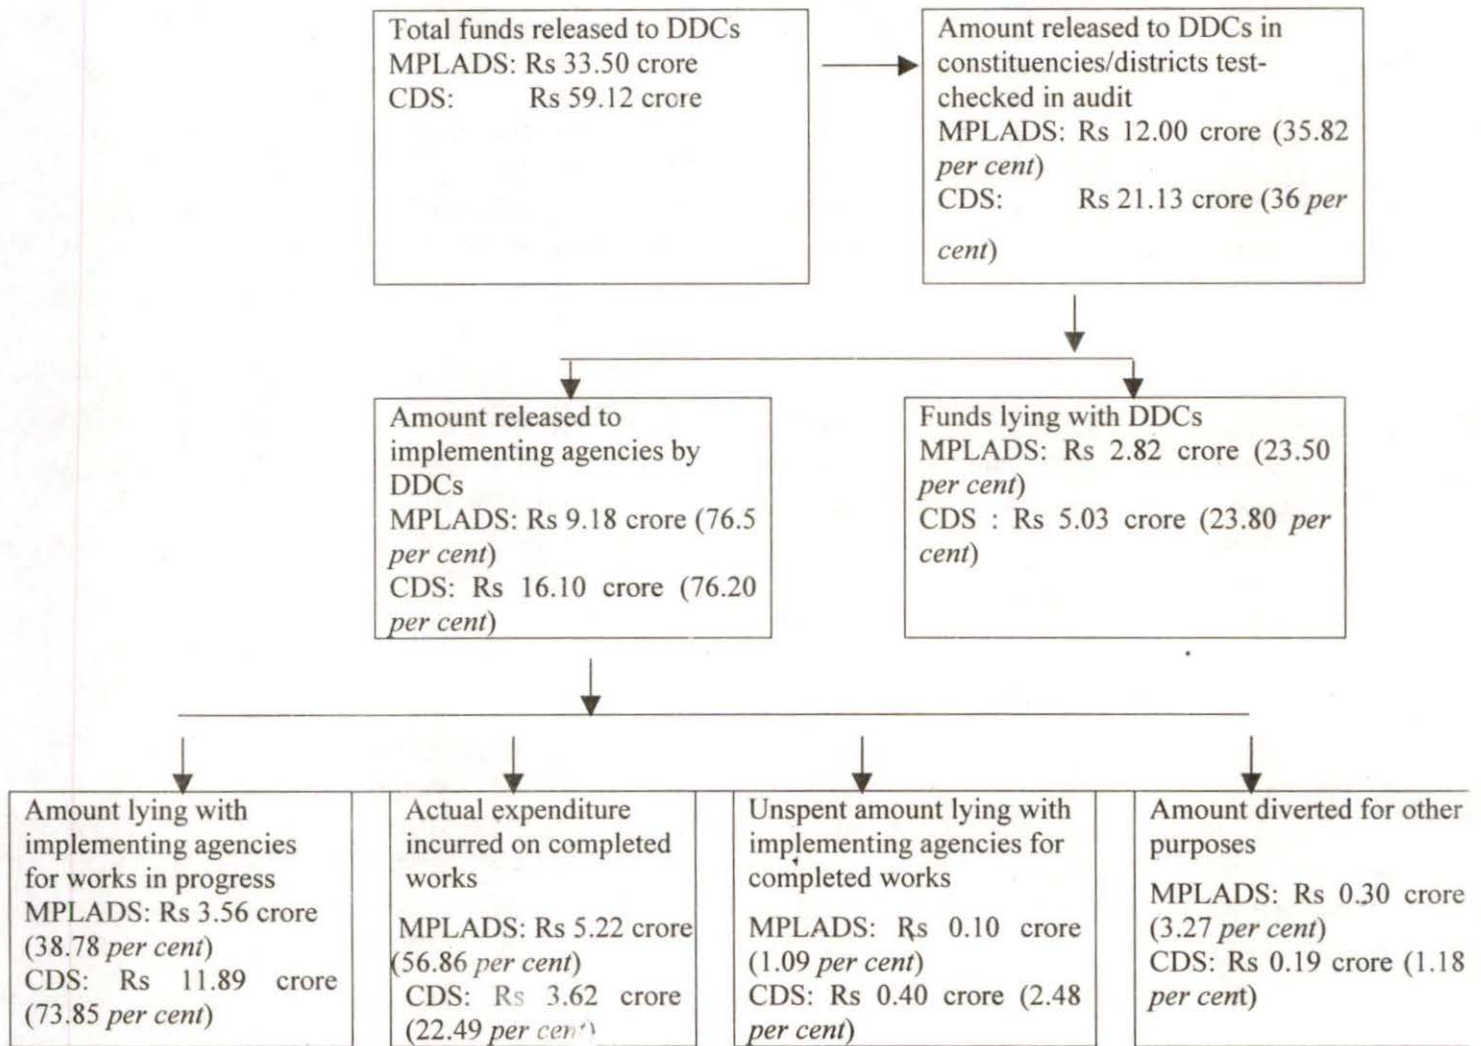 Total funds released to DDCs
MPLADS: Rs 33.50 crore
CDS: Rs 59.12 crore
Amount released to DDCs in
constituencies/districts test-
checked in audit
MPLADS: Rs 12.00 crore (35.82
per cent)
CDS: Rs 21.13 crore (36 per
cent)
Amount released to
implementing agencies by
DDCs
MPLADS: Rs 9.18 crore (76.5
per cent)
CDS: Rs 16.10 crore (76.20
per cent)
Funds lying with DDCs
MPLADS: Rs 2.82 crore (23.50
per cent)
CDS : Rs 5.03 crore (23.80 per
cent)
Amount lying with
implementing agencies
for works in progress
MPLADS: Rs 3.56 crore
(38.78 per cent)
CDS: Rs 11.89 crore
(73.85 per cent)
Actual expenditure
incurred on completed
works
MPLADS: Rs 5.22 crore
(56.86 per cent)
CDS: Rs 3.62 crore
(22.49 per cent)
Unspent amount lying with
implementing agencies for
completed works
MPLADS: Rs 0.10 crore
(1.09 per cent)
CDS: Rs 0.40 crore (2.48
per cent)
Amount diverted for other
purposes
MPLADS: Rs 0.30 crore
(3.27 per cent)
CDS: Rs 0.19 crore (1.18
per cent)